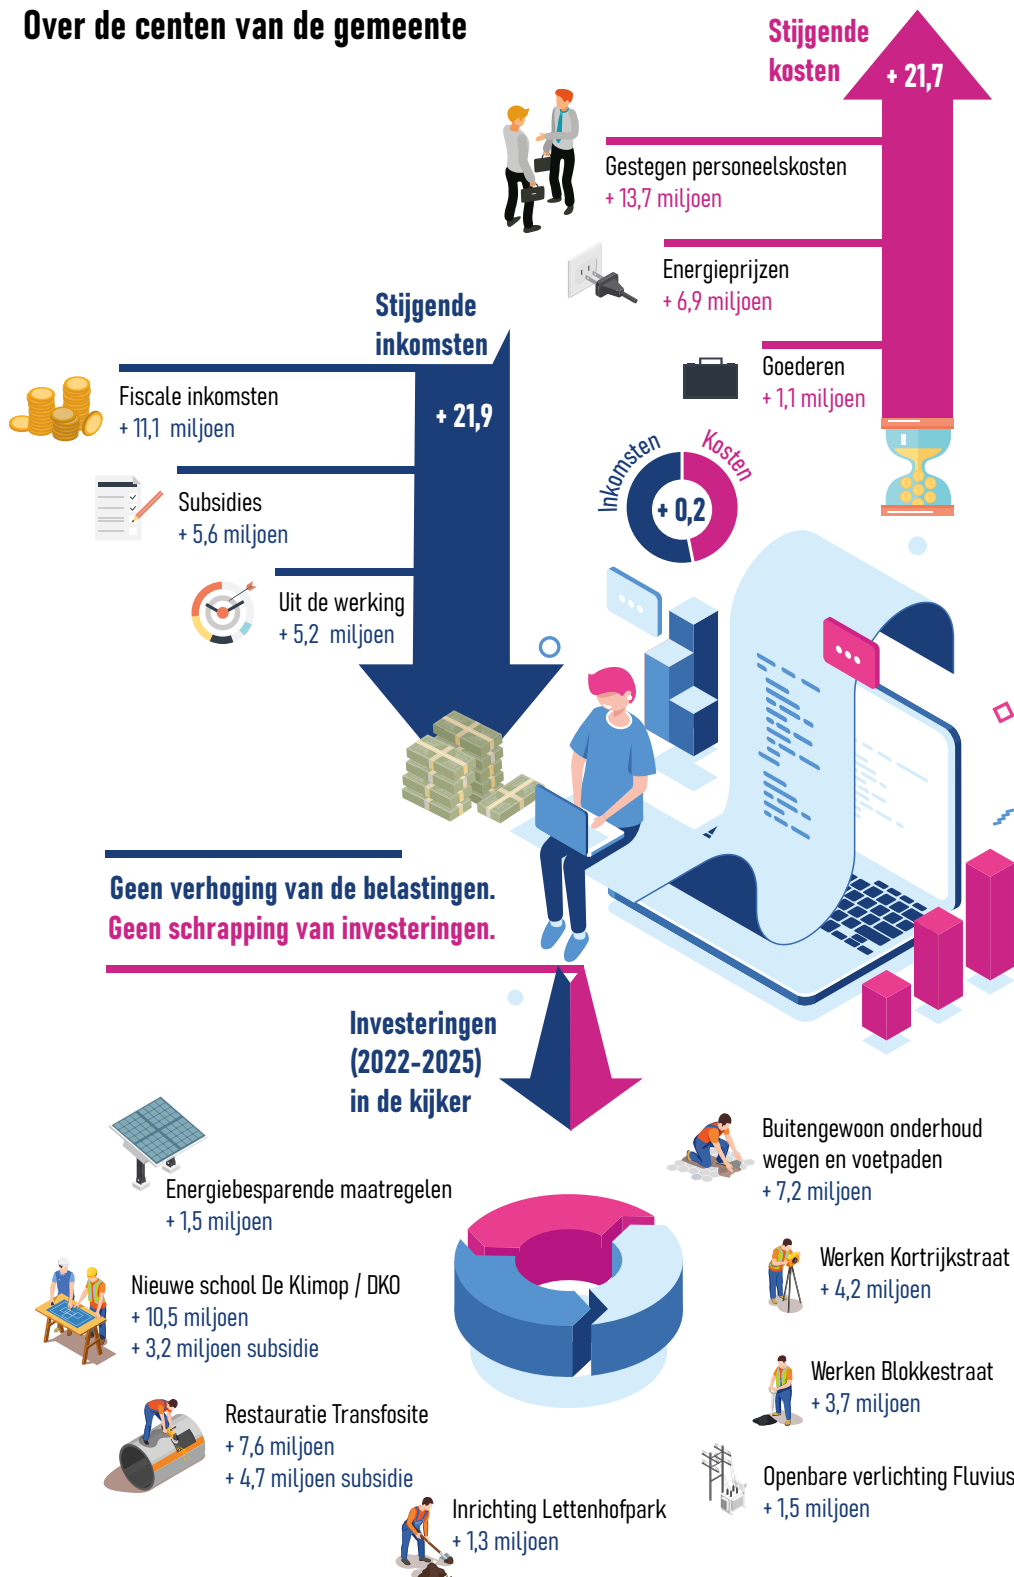 Over de centen van de gemeente
Stijgende
kosten
+ 21,7
Gestegen personeelskosten
+ 13,7 miljoen
Energieprijzen
+ 6,9 miljoen
Goederen
+ 1,1 miljoen
Stijgende
inkomsten
+ 21,9
Fiscale inkomsten
+ 11,1 miljoen
Subsidies
+ 5,6 miljoen
Uit de werking
+ 5,2 miljoen
Inkomsten
Kosten
+ 0,2
Geen verhoging van de belastingen.
Geen schrapping van investeringen.
Investeringen
(2022-2025)
in de kijker
Energiebesparende maatregelen
+ 1,5 miljoen
Nieuwe school De Klimop / DKO
+ 10,5 miljoen
+ 3,2 miljoen subsidie
Restauratie Transfosite
+ 7,6 miljoen
+ 4,7 miljoen subsidie
Inrichting Lettenhofpark
+ 1,3 miljoen
Buitengewoon onderhoud
wegen en voetpaden
+ 7,2 miljoen
Werken Kortrijkstraat
+ 4,2 miljoen
Werken Blokkestraat
+ 3,7 miljoen
Openbare verlichting Fluvius
+ 1,5 miljoen